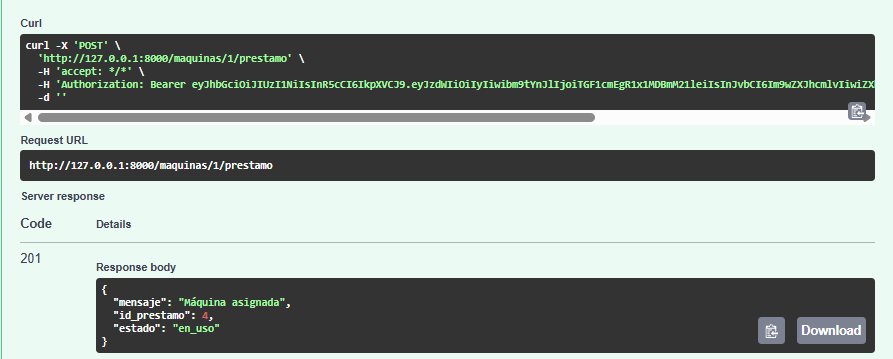 Curl
curl -X 'POST' \
'http://127.0.0.1:8000/maquinas/1/prestamo' \
-H 'accept: */*' \
-H 'Authorization: Bearer
-d ''
Request URL
http://127.0.0.1:8000/maquinas/1/prestamo
Server response
Code Details
201
Response body
{
"mensaje": "Máquina asignada",
"id_prestamo": 4,
"estado": "en_uso"
}
Download